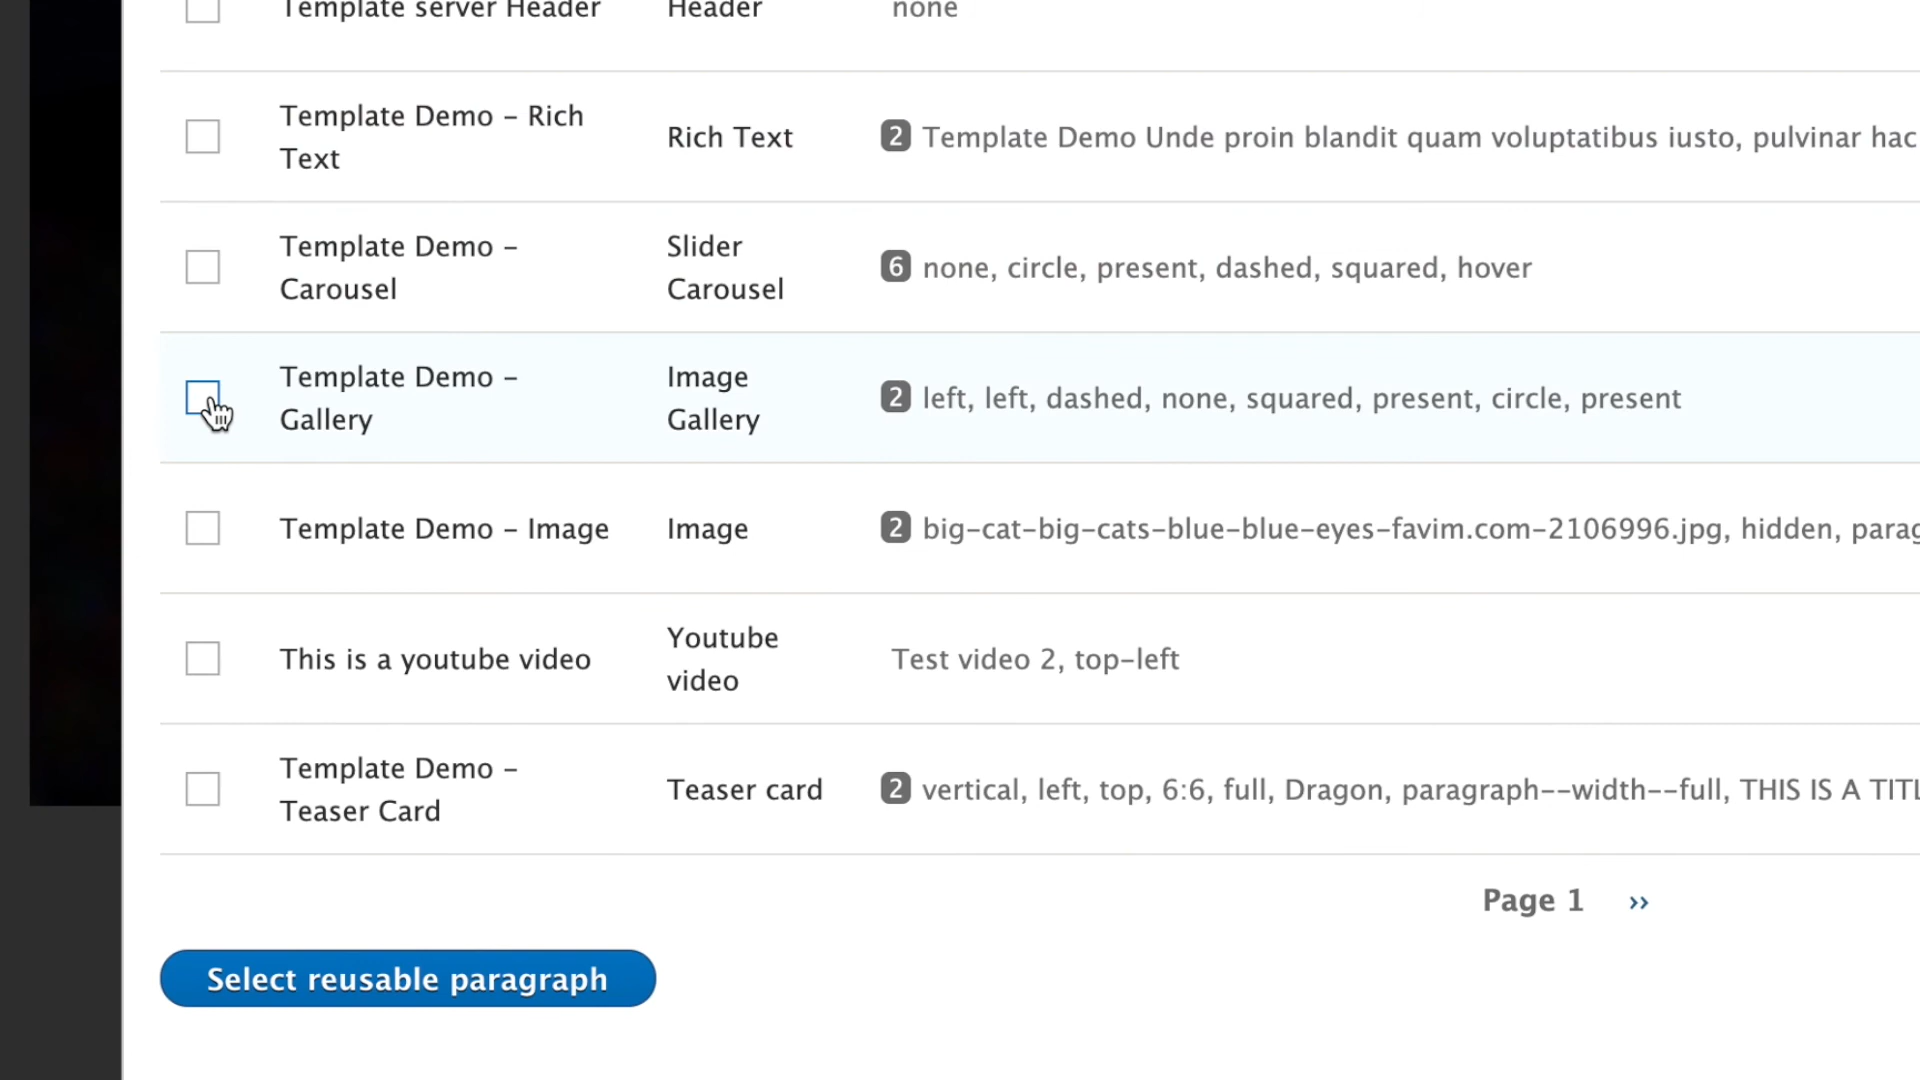 Template server Header Header none
Template Demo – Rich
Text
Rich Text
2 Template Demo Unde proin blandit quam voluptatibus iusto, pulvinar hac
Template Demo –
Carousel
Slider
Carousel
6 none, circle, present, dashed, squared, hover
Template Demo –
Gallery
Image
Gallery
2 left, left, dashed, none, squared, present, circle, present
Template Demo – Image
Image
2 big-cat-big-cats-blue-blue-eyes-favim.com-2106996.jpg, hidden, parag
This is a youtube video
Youtube
video
Test video 2, top-left
Template Demo –
Teaser Card
Teaser card
2 vertical, left, top, 6:6, full, Dragon, paragraph--width--full, THIS IS A TITL
Page 1 ››
Select reusable paragraph